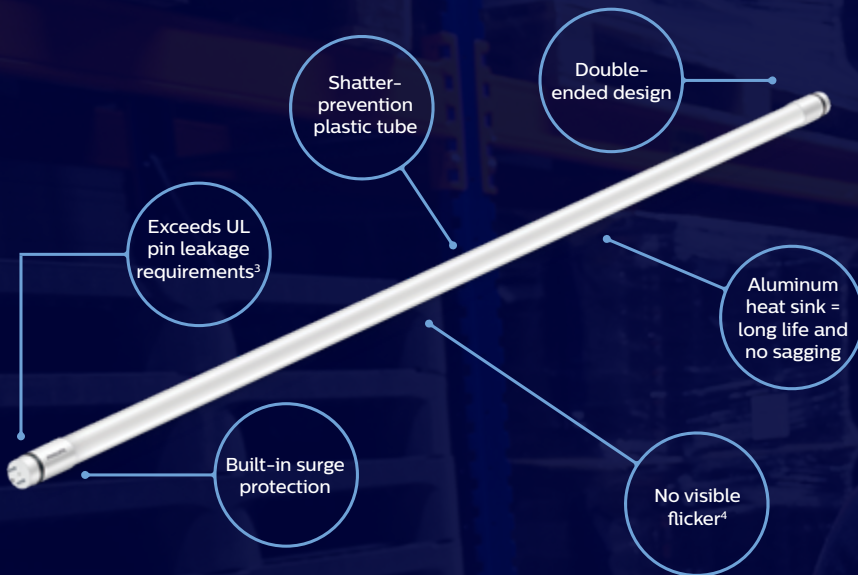 Double-
ended design
Shatter-
prevention
plastic tube
Exceeds UL
pin leakage
requirements³
Aluminum
heat sink =
long life and
no sagging
Built-in surge
protection
No visible
flicker⁴